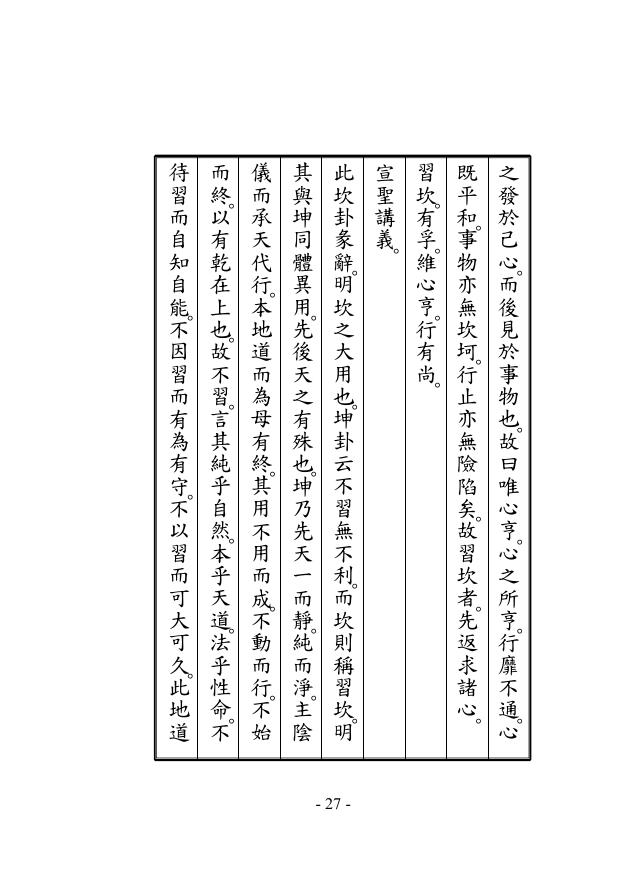 之發於己心。而後見於事物也。故曰唯心亨。心之所亨。行靡不通。心
既平和。事物亦無坎坷。行止亦無險陷矣。故習坎者。先返求諸心。
習坎。有孚。維心亨。行有尚。
宣聖講義。
此坎卦彖辭。明坎之大用也。坤卦云不習無不利。而坎則稱習坎。明
其與坤同體異用。先後天之有殊也。坤乃先天一而靜。純而淨。主陰
儀而承天代行。本地道而為母有終。其用不用而成。不動而行。不始
而終。以有乾在上也。故不習。言其純乎自然。本乎天道。法乎性命。不
待習而自知自能。不因習而有為有守。不以習而可大可久。此地道
- 27 -